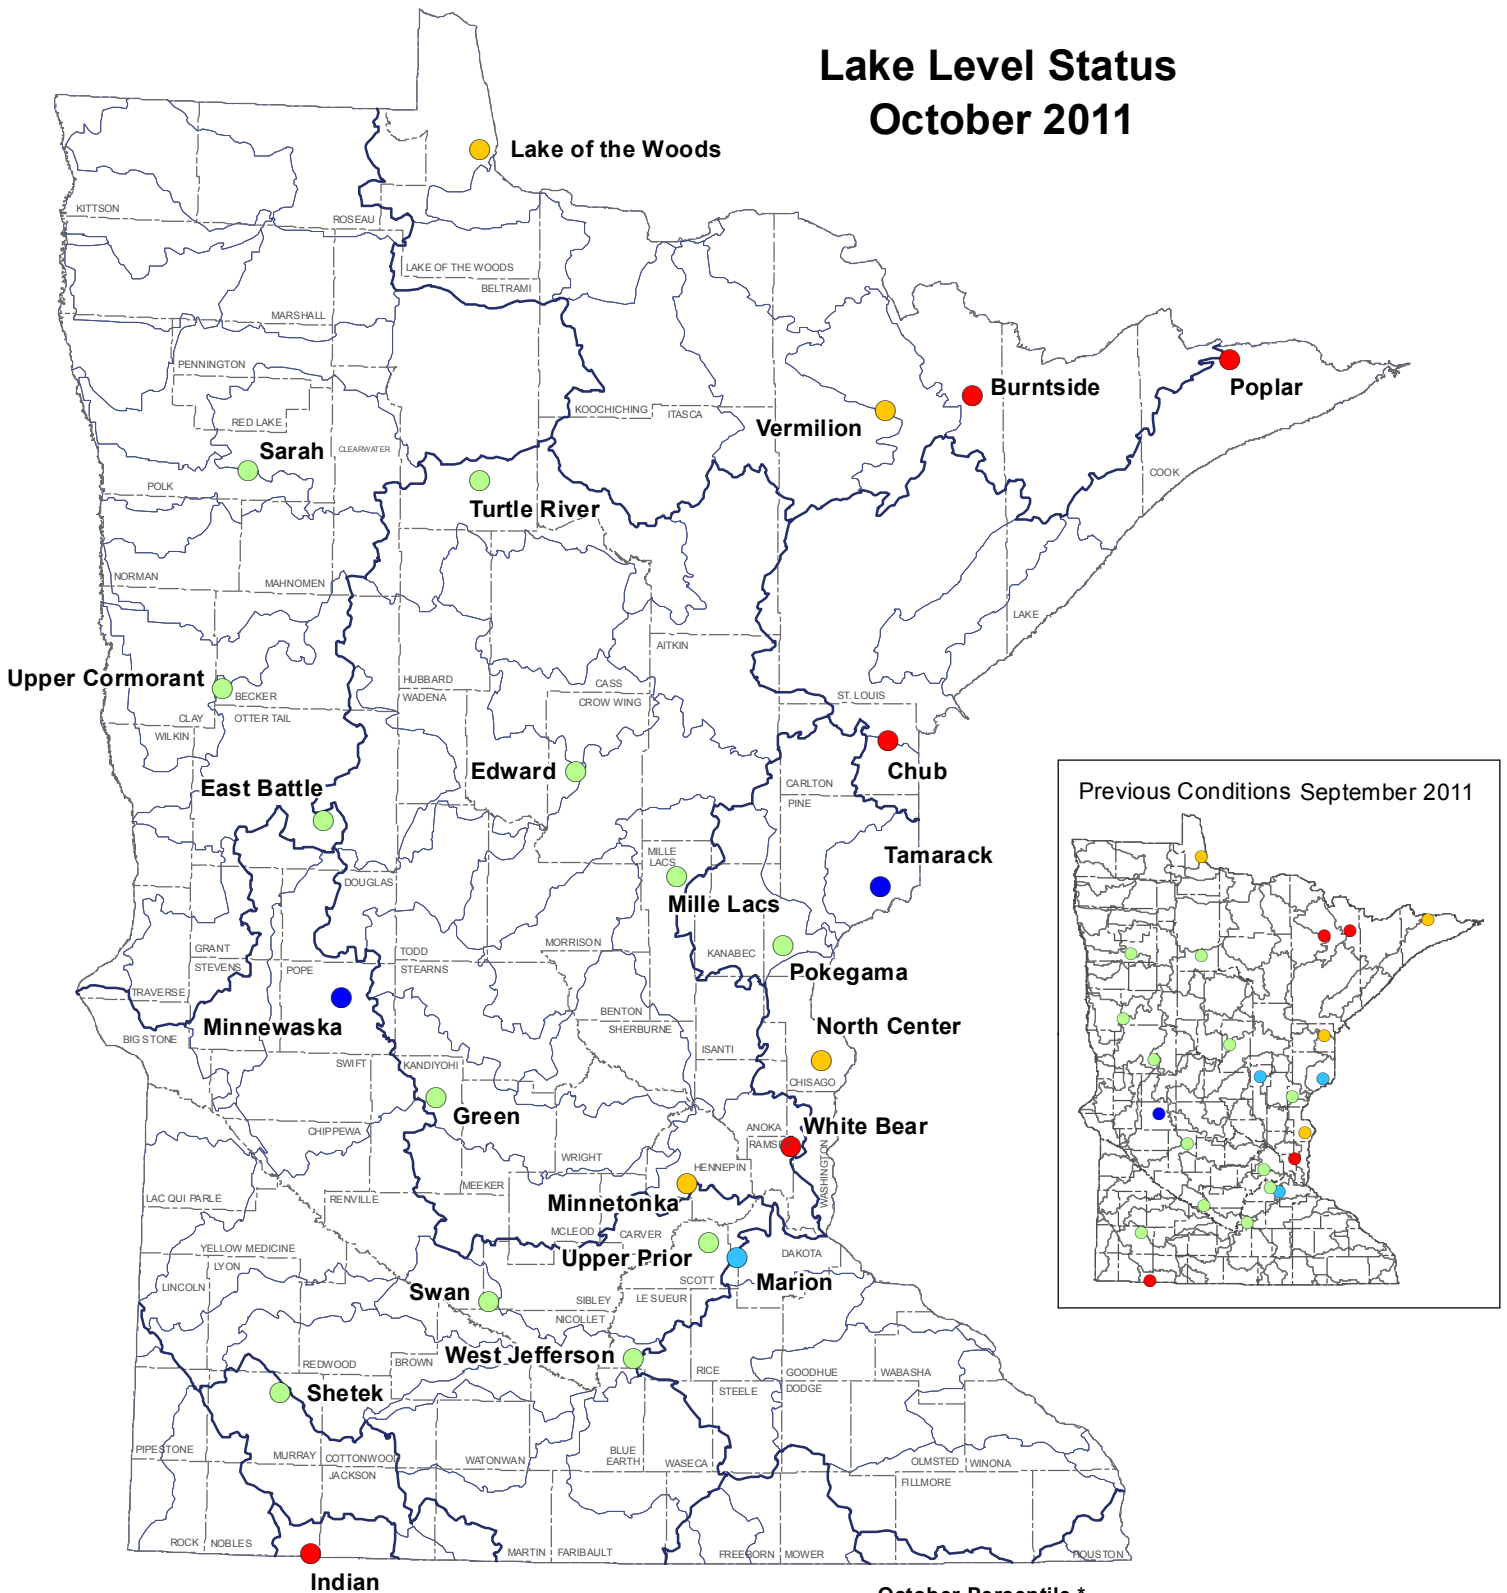 Lake Level Status
October 2011
Lake of the Woods
KITTSON
ROSEAU
LAKE OF THE WOODS
BELTRAMI
MARSHALL
PENNINGTON
Burntside
Poplar
KOOCHICHING
ITASCA
RED LAKE
Vermilion
Sarah
CLEARWATER
COOK
POLK
Turtle River
NORMAN
MAHNOMEN
LAKE
AITKIN
Upper Cormorant
HUBBARD
CASS
BECKER
WADENA
CROW WING
ST. LOUIS
CLAY
OTTER TAIL
WILKIN
Edward
Chub
CARLTON
East Battle
PINE
Previous Conditions September 2011
MILLE
LACS
Tamarack
DOUGLAS
Mille Lacs
GRANT
TODD
MORRISON
KANABEC
STEVENS
POPE
STEARNS
Pokegama
TRAVERSE
BENTON
Minnewaska
SHERBURNE
North Center
BIG STONE
ISANTI
SWIFT
KANDIYOHI
CHISAGO
Green
CHIPPEWA
ANOKA
White Bear
RAMSE
WRIGHT
HENNEPIN
WASHINGTON
MEEKER
LAC QUI PARLE
RENVILLE
Minnetonka
MCLEOD
CARVER
YELLOW MEDICINE
Upper Prior
DAKOTA
LYON
SCOTT
Marion
LINCOLN
Swan
SIBLEY
LE SUEUR
NICOLLET
West Jefferson
REDWOOD
BROWN
RICE
GOODHUE
WABASHA
Shetek
STEELE
DODGE
PIPESTONE
MURRAY
COTTONWOOD
WATONWAN
BLUE
EARTH
WASECA
OLMSTED
WINONA
JACKSON
FILLMORE
ROCK
NOBLES
MARTIN
FARIBAULT
FREEBORN
MOWER
HOUSTON
Indian
October Percentile *